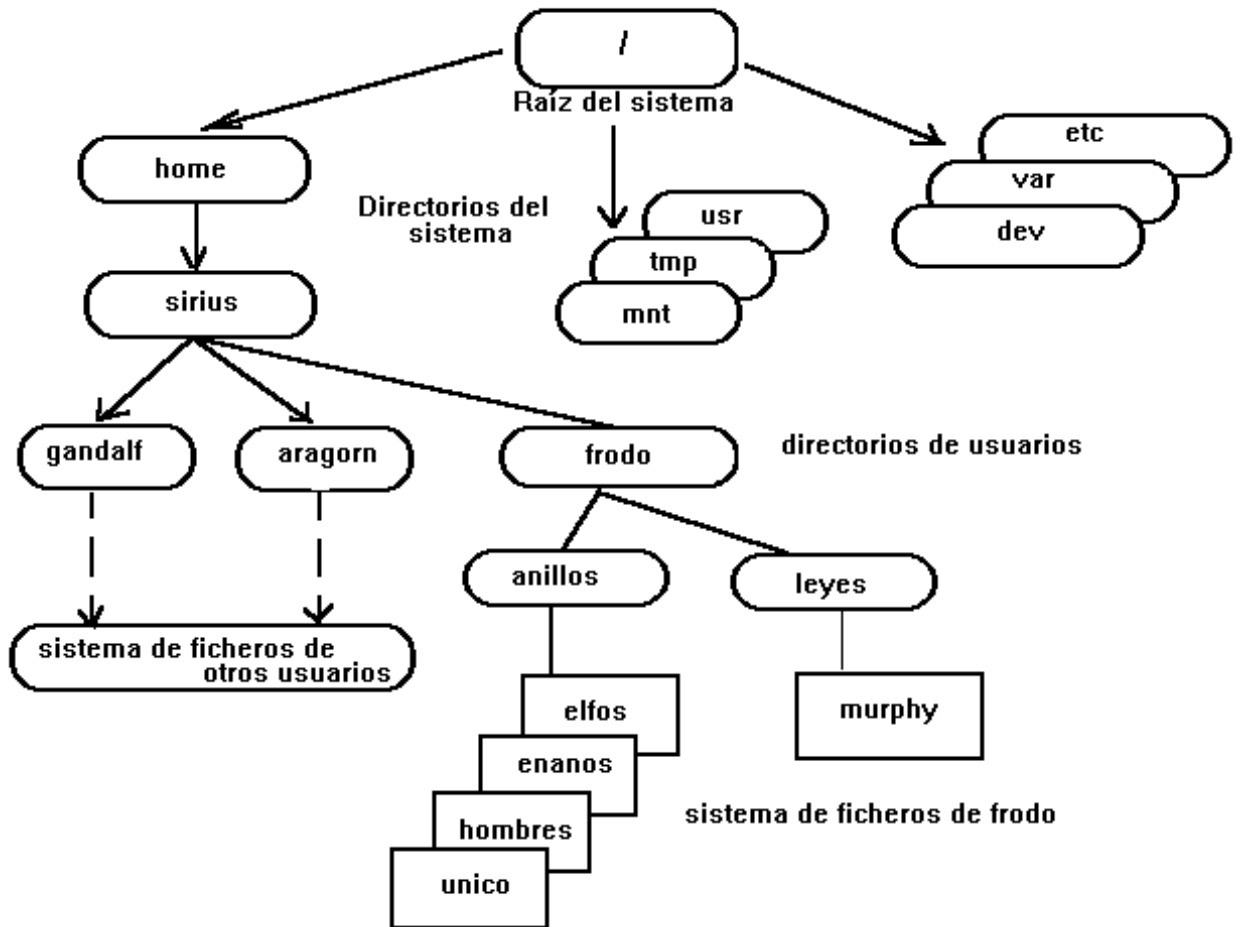 /
Raíz del sistema
home
etc
var
dev
Directorios del
sistema
usr
tmp
mnt
sirius
gandalf
aragorn
frodo
directorios de usuarios
anillos
leyes
sistema de ficheros de
otros usuarios
elfos
murphy
enanos
hombres
sistema de ficheros de frodo
unico